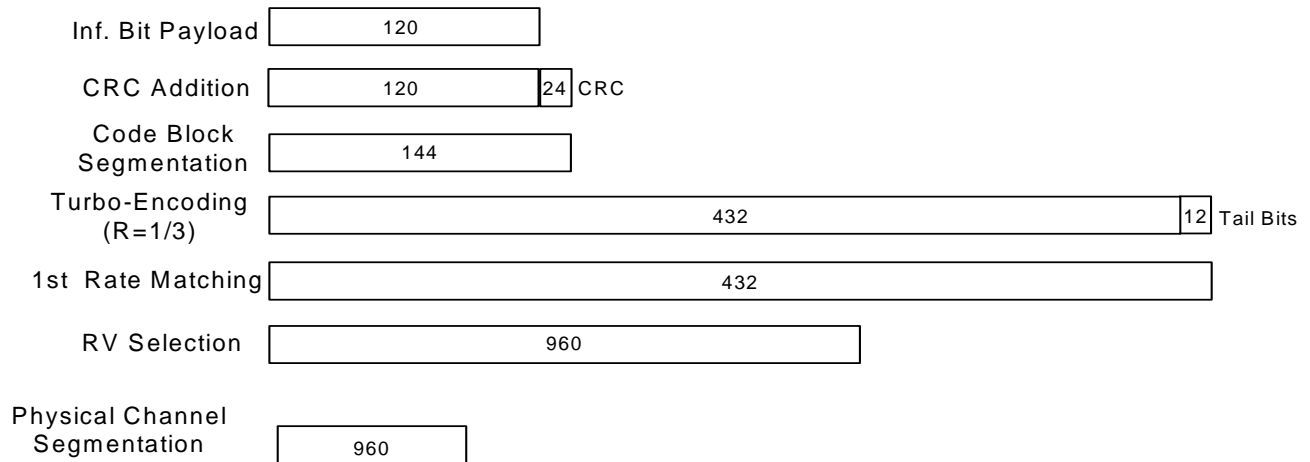 Inf. Bit Payload 120
CRC Addition 120 24 CRC
Code Block
Segmentation 144
Turbo-Encoding
(R=1/3) 432 12 Tail Bits
1st Rate Matching 432
RV Selection 960
Physical Channel
Segmentation 960